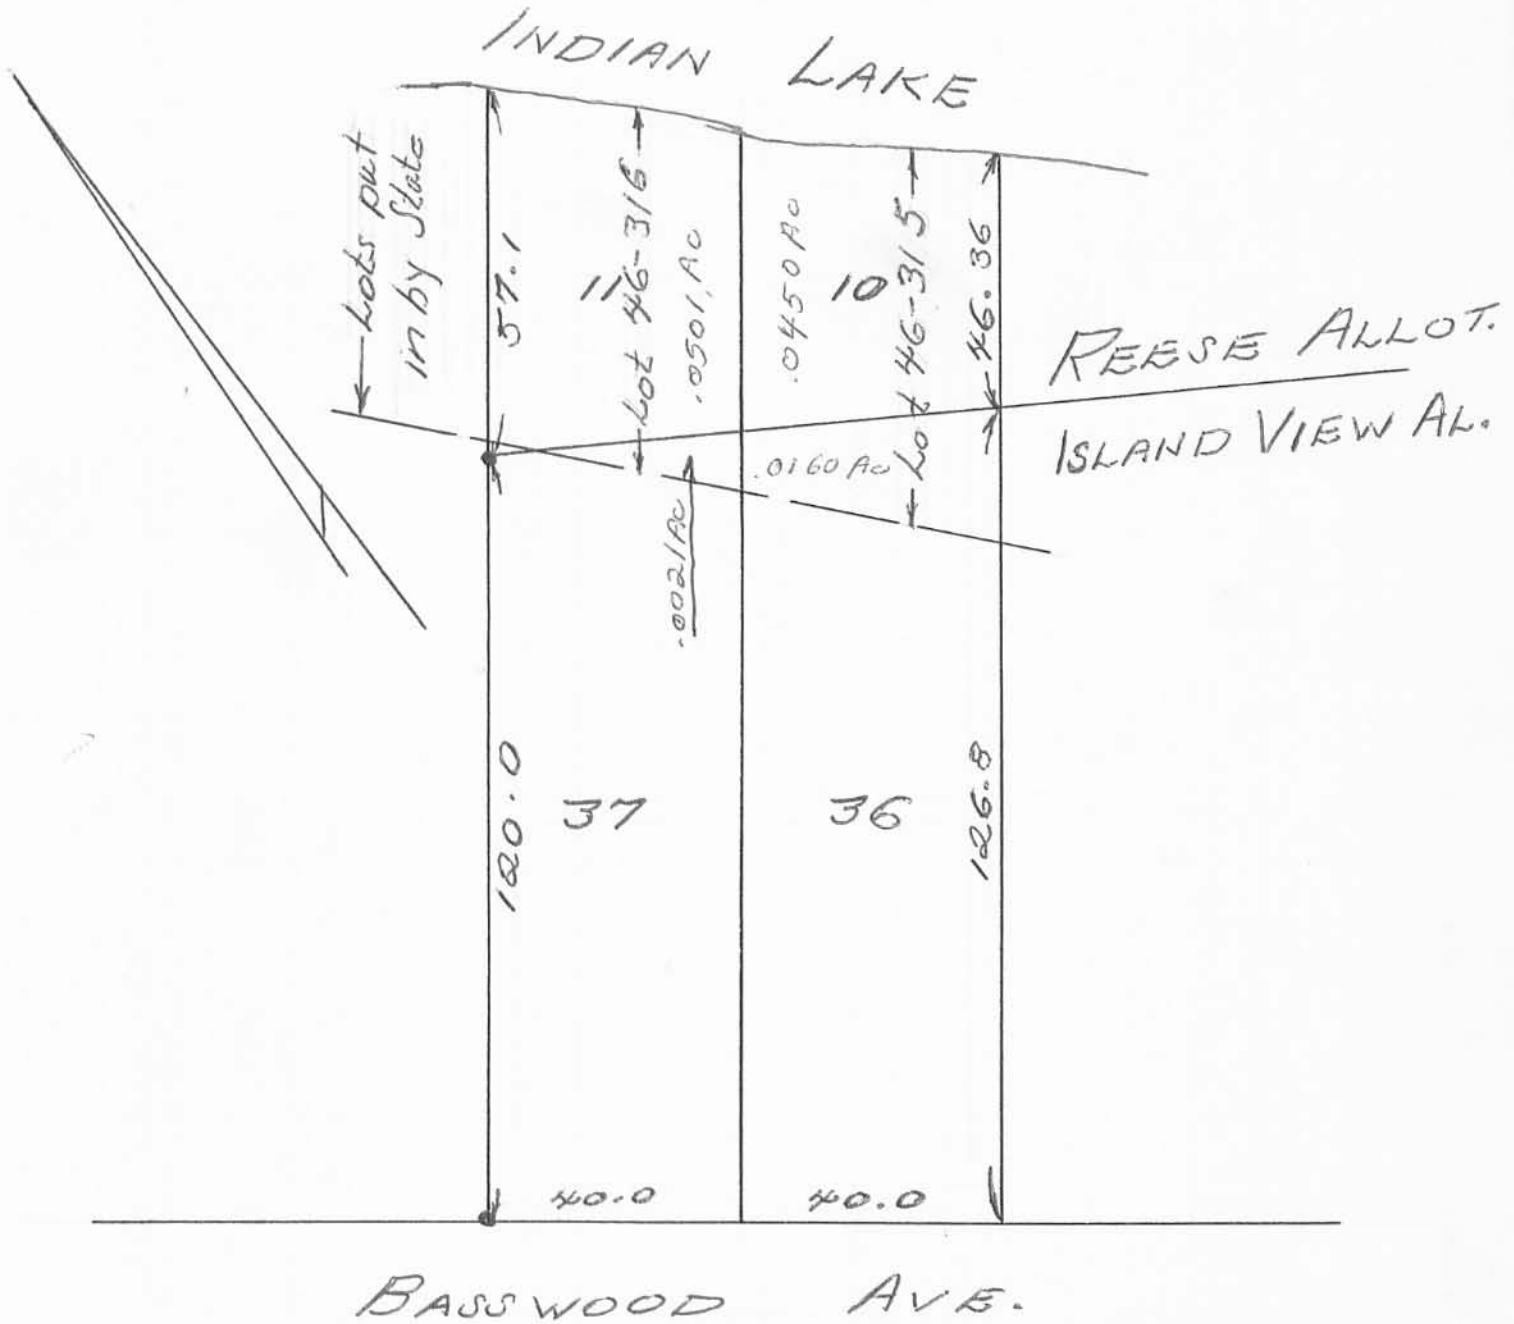 INDIAN LAKE
Lots put
in by State
57.1
11
Lot 46-316
.0501 Ac
.0450 Ac
10
Lot 46-315
46.36
REESE ALLOT.
ISLAND VIEW AL.
.0160 Ac
.0021 Ac
120.0
37
36
126.8
40.0
40.0
BASSWOOD AVE.